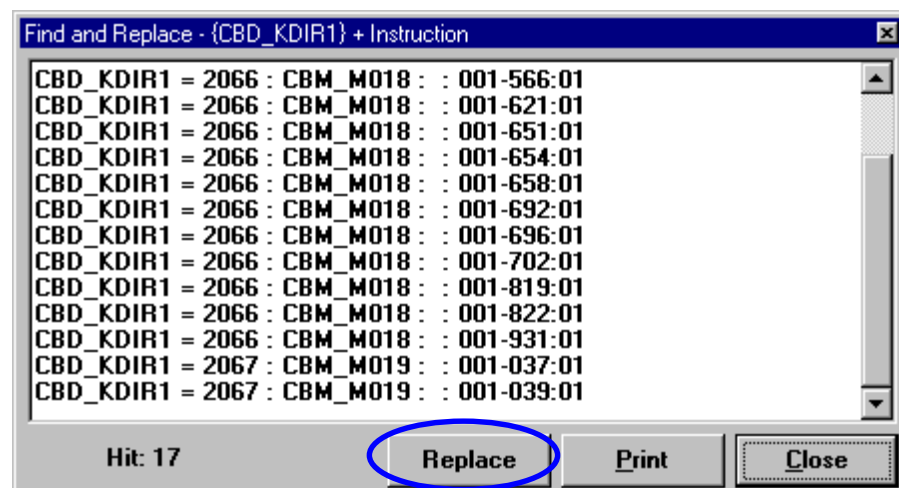 Find and Replace - {CBD_KDIR1} + Instruction
CBD_KDIR1 = 2066 : CBM_M018 : : 001-566:01
CBD_KDIR1 = 2066 : CBM_M018 : : 001-621:01
CBD_KDIR1 = 2066 : CBM_M018 : : 001-651:01
CBD_KDIR1 = 2066 : CBM_M018 : : 001-654:01
CBD_KDIR1 = 2066 : CBM_M018 : : 001-658:01
CBD_KDIR1 = 2066 : CBM_M018 : : 001-692:01
CBD_KDIR1 = 2066 : CBM_M018 : : 001-696:01
CBD_KDIR1 = 2066 : CBM_M018 : : 001-702:01
CBD_KDIR1 = 2066 : CBM_M018 : : 001-819:01
CBD_KDIR1 = 2066 : CBM_M018 : : 001-822:01
CBD_KDIR1 = 2066 : CBM_M018 : : 001-931:01
CBD_KDIR1 = 2067 : CBM_M019 : : 001-037:01
CBD_KDIR1 = 2067 : CBM_M019 : : 001-039:01
Hit: 17 Replace Print Close